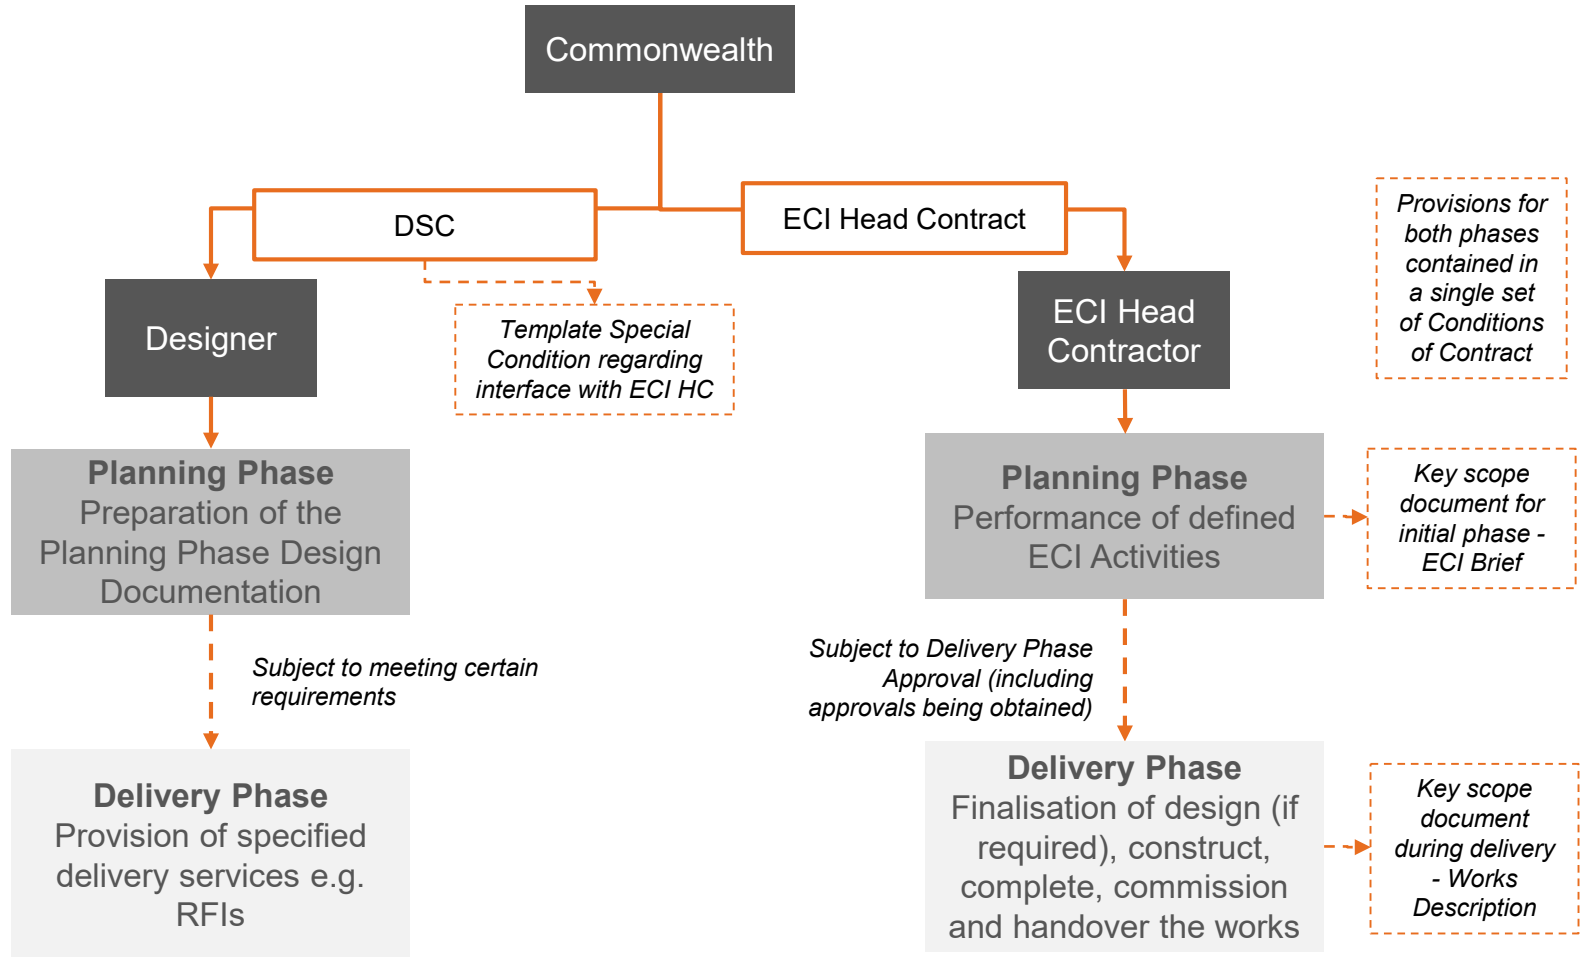 Commonwealth
DSC
ECI Head Contract
Provisions for
both phases
contained in
a single set
of Conditions
of Contract
Designer
Template Special
Condition regarding
interface with ECI HC
ECI Head
Contractor
Planning Phase
Preparation of the
Planning Phase Design
Documentation
Planning Phase
Performance of defined
ECI Activities
Key scope
document for
initial phase -
ECI Brief
Subject to meeting certain
requirements
Subject to Delivery Phase
Approval (including
approvals being obtained)
Delivery Phase
Provision of specified
delivery services e.g.
RFIs
Delivery Phase
Finalisation of design (if
required), construct,
complete, commission
and handover the works
Key scope
document
during delivery
- Works
Description